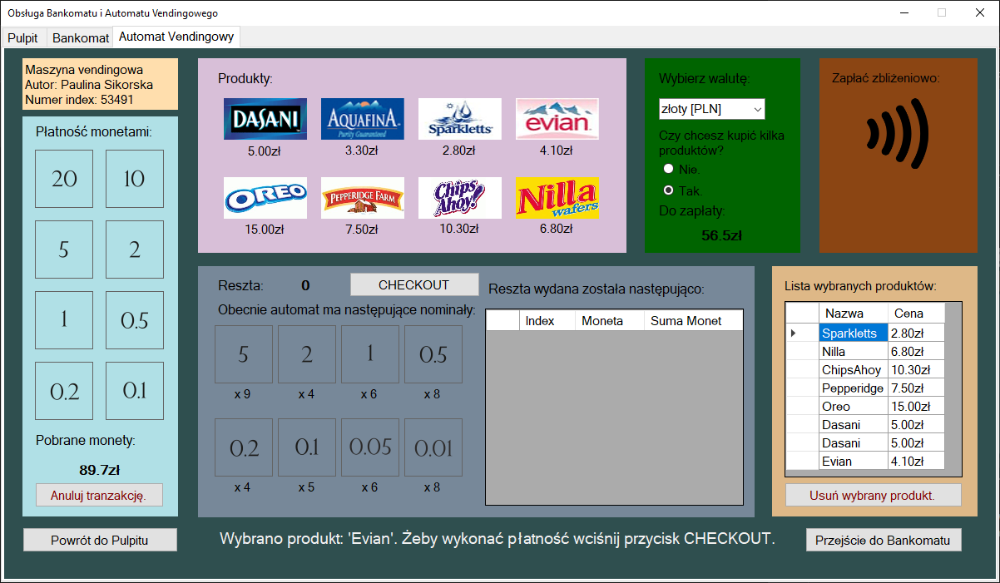 Obsługa Bankomatu i Automatu Vendingowego
Pulpit Bankomat Automat Vendingowy
Maszyna vendingowa
Autor: Paulina Sikorska
Numer index: 53491
Płatność monetami:
20 10
5 2
1 0.5
0.2 0.1
Pobrane monety:
89.7zł
Anuluj tranzakcję.
Powrót do Pulpitu
Produkty:
DASANI AQUAFINA Sparkletts evian
Purity Guaranteed
5.00zł 3.30zł 2.80zł 4.10zł
OREO PEPPERIDGE FARM Chips Ahoy! Nilla wafers
15.00zł 7.50zł 10.30zł 6.80zł
Wybierz walutę:
złoty [PLN]
Czy chcesz kupić kilka
produktów?
Nie.
Tak.
Do zapłaty:
56.5zł
Zapłać zbliżeniowo:
Reszta: 0 CHECKOUT
Obecnie automat ma następujące nominały:
5 2 1 0.5
x 9 x 4 x 6 x 8
0.2 0.1 0.05 0.01
x 4 x 5 x 6 x 8
Reszta wydana została następująco:
Index Moneta Suma Monet
Lista wybranych produktów:
Nazwa Cena
Sparkletts 2.80zł
Nilla 6.80zł
ChipsAhoy 10.30zł
Pepperidge 7.50zł
Oreo 15.00zł
Dasani 5.00zł
Dasani 5.00zł
Evian 4.10zł
Usuń wybrany produkt.
Wybrano produkt: 'Evian'. Żeby wykonać płatność wciśnij przycisk CHECKOUT.
Przejście do Bankomatu